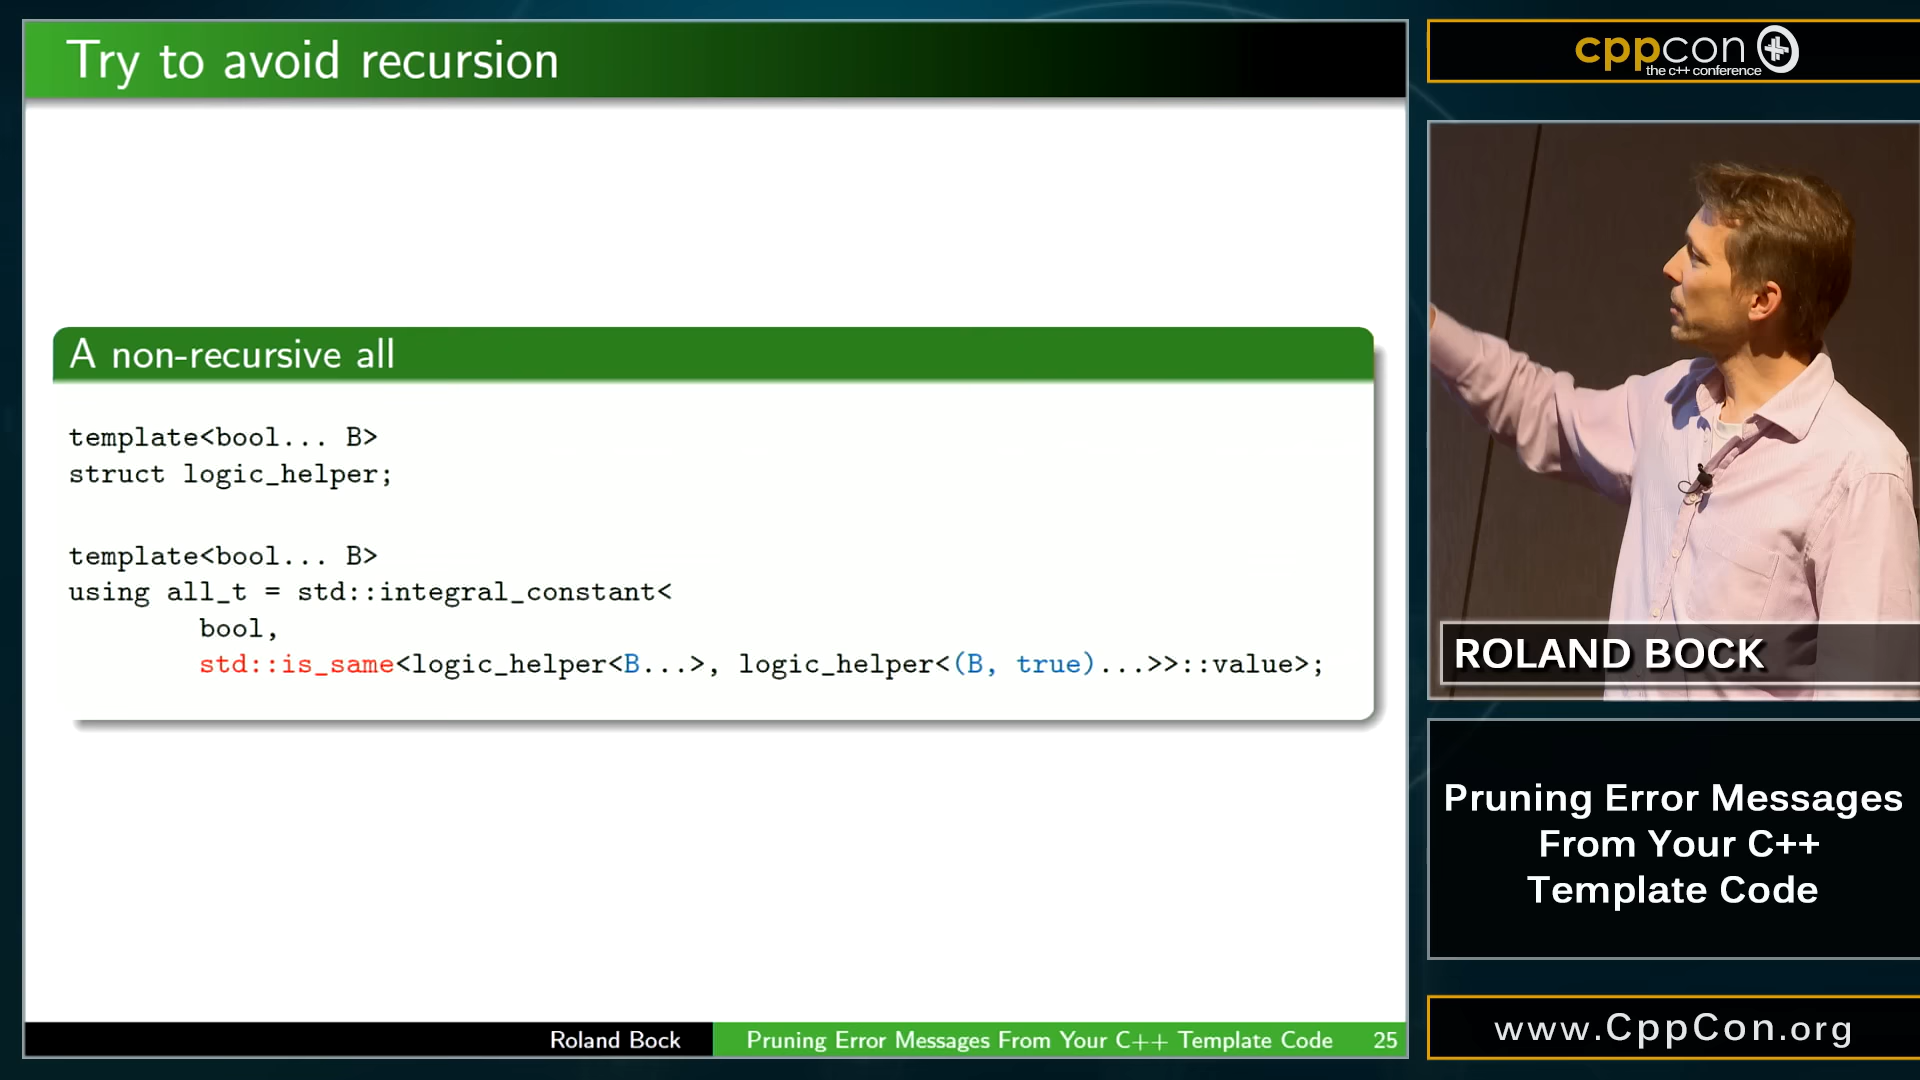 Try to avoid recursion
A non-recursive all
template<bool... B>
struct logic_helper;
template<bool... B>
using all_t = std::integral_constant<
bool,
std::is_same<logic_helper<B...>, logic_helper<(B, true)...>>::value>;
Roland Bock
Pruning Error Messages From Your C++ Template Code
25
cppcon
the c++ conference
ROLAND BOCK
Pruning Error Messages
From Your C++
Template Code
www.CppCon.org